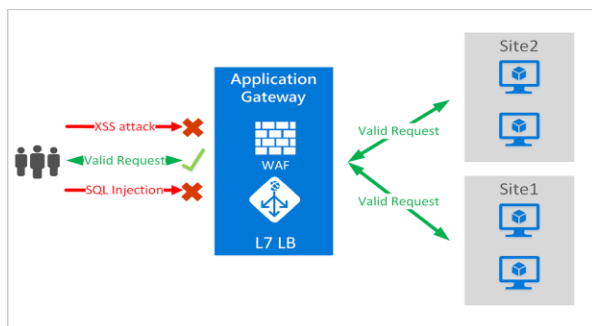 Site2
Application
Gateway
XSS attack
Valid Request
SQL Injection
WAF
L7 LB
Valid Request
Valid Request
Site1